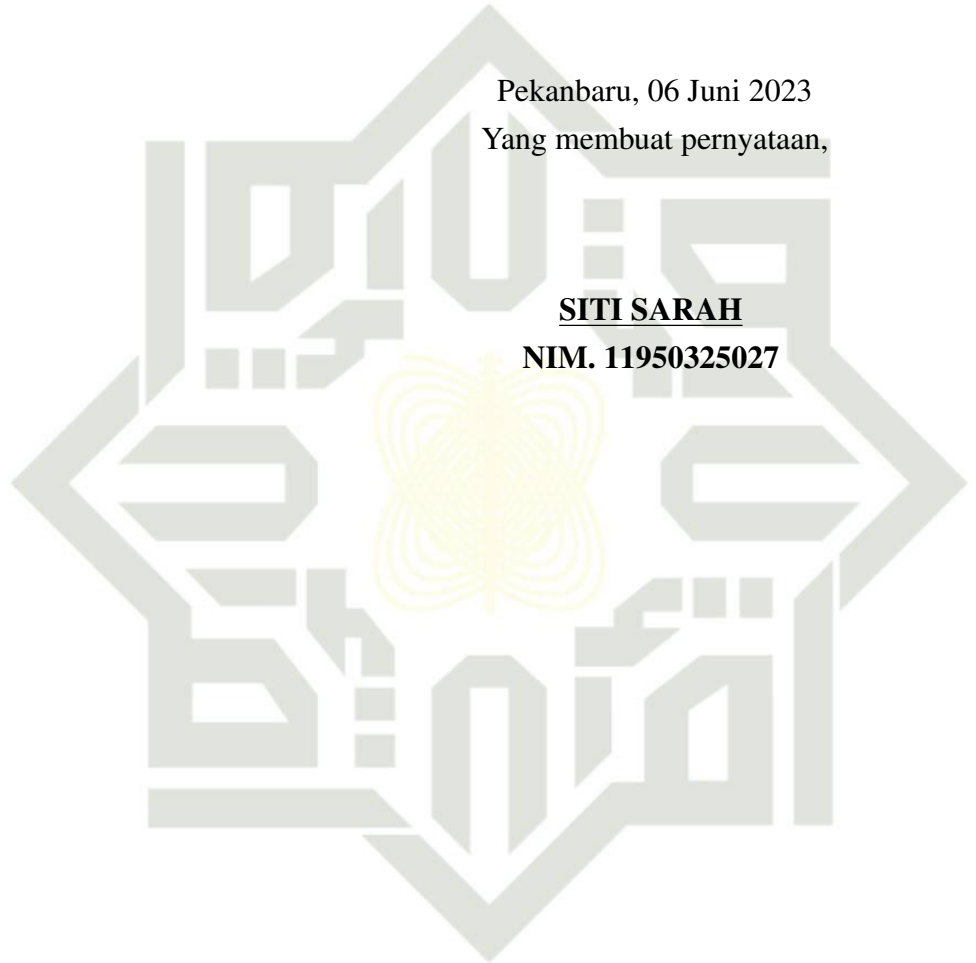 Pekanbaru, 06 Juni 2023
Yang membuat pernyataan,
SITI SARAH
NIM. 11950325027